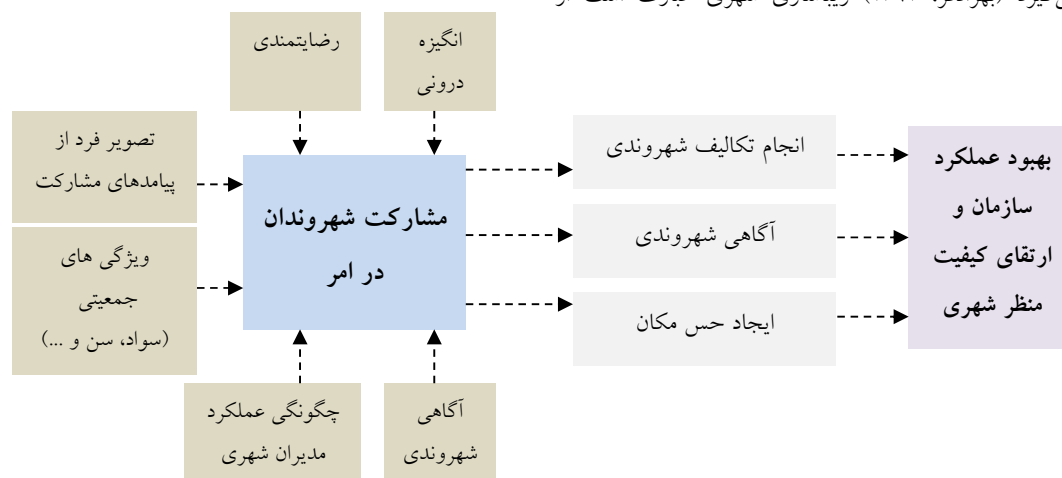 رضایتمندی
انگیزه
درونی
تصویر فرد از
پیامدهای مشارکت
ویژگی های
جمعیتی
(سواد، سن و ...)
مشارکت شهروندان
در امر
چگونگی عملکرد
مدیران شهری
آگاهی
شهروندی
انجام تکالیف شهروندی
آگاهی شهروندی
ایجاد حس مکان
بهبود عملکرد
سازمان و
ارتقای کیفیت
منظر شهری